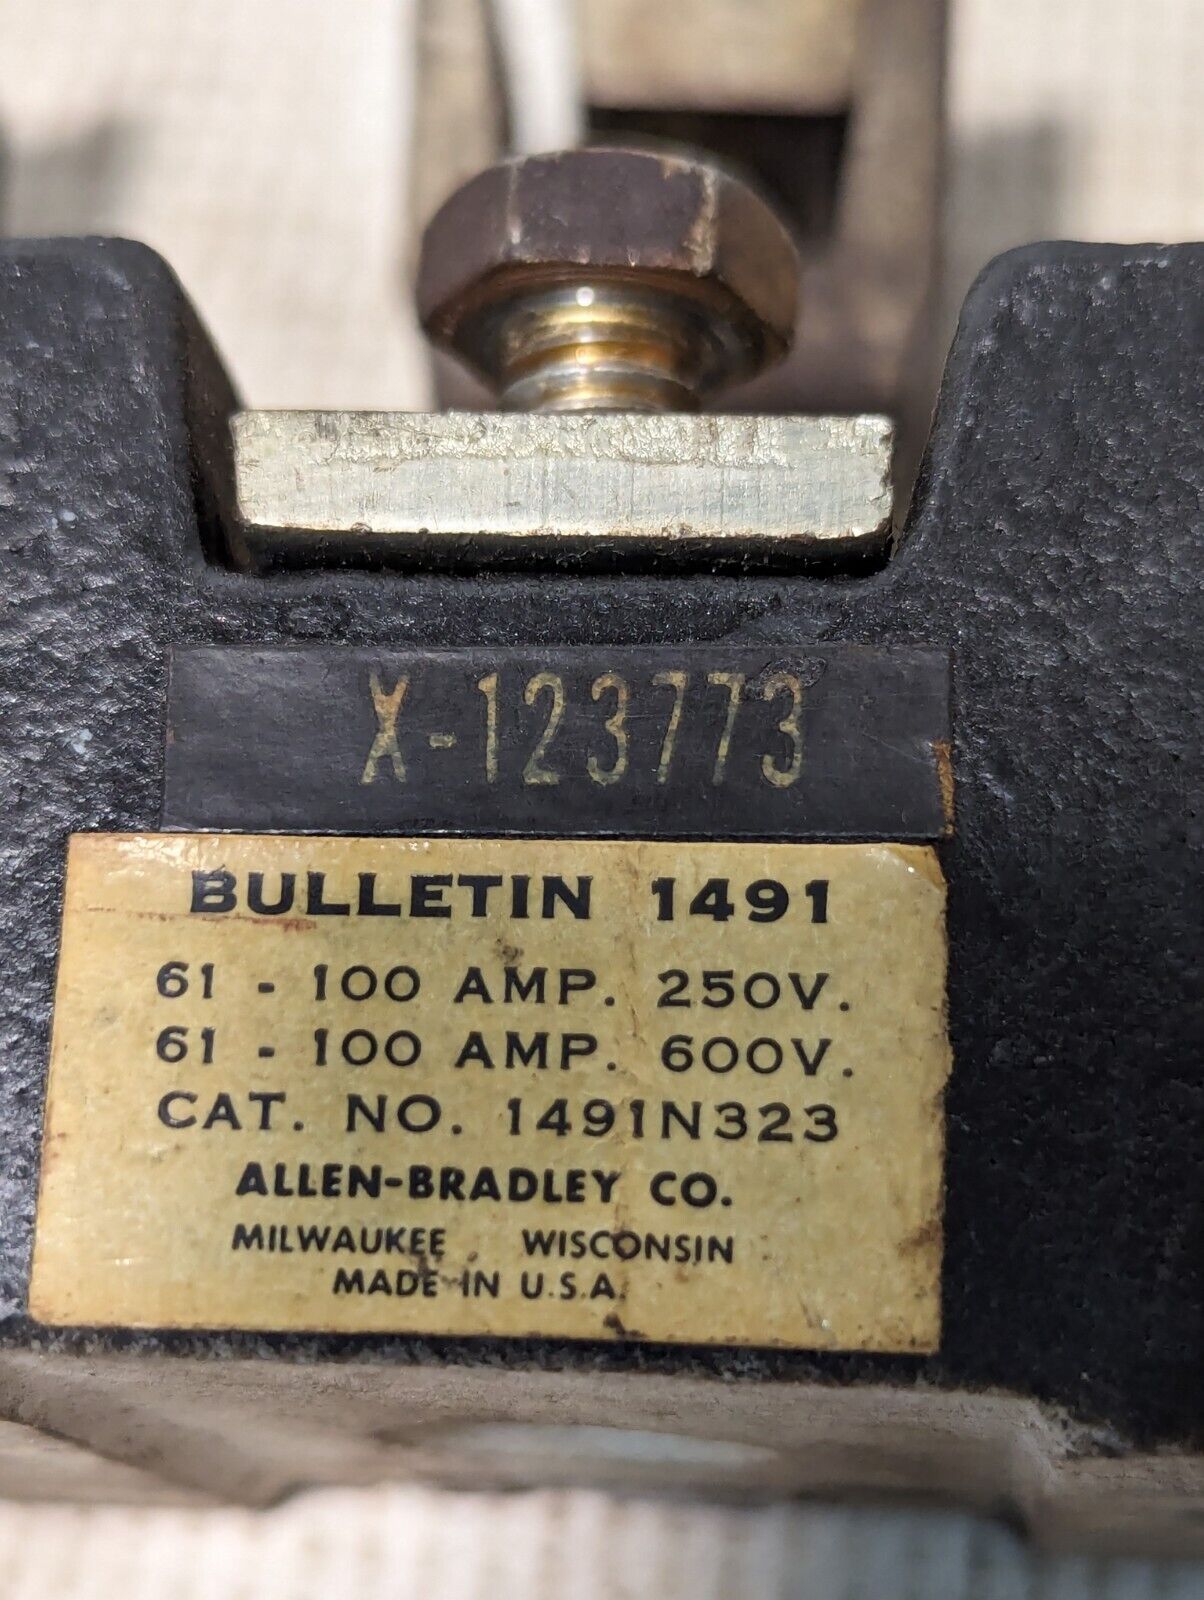 X-123773
BULLETIN 1491
61 - 100 AMP. 250V.
61 - 100 AMP. 600V.
CAT. NO. 1491N323
ALLEN-BRADLEY CO.
MILWAUKEE, WISCONSIN
MADE IN U.S.A.